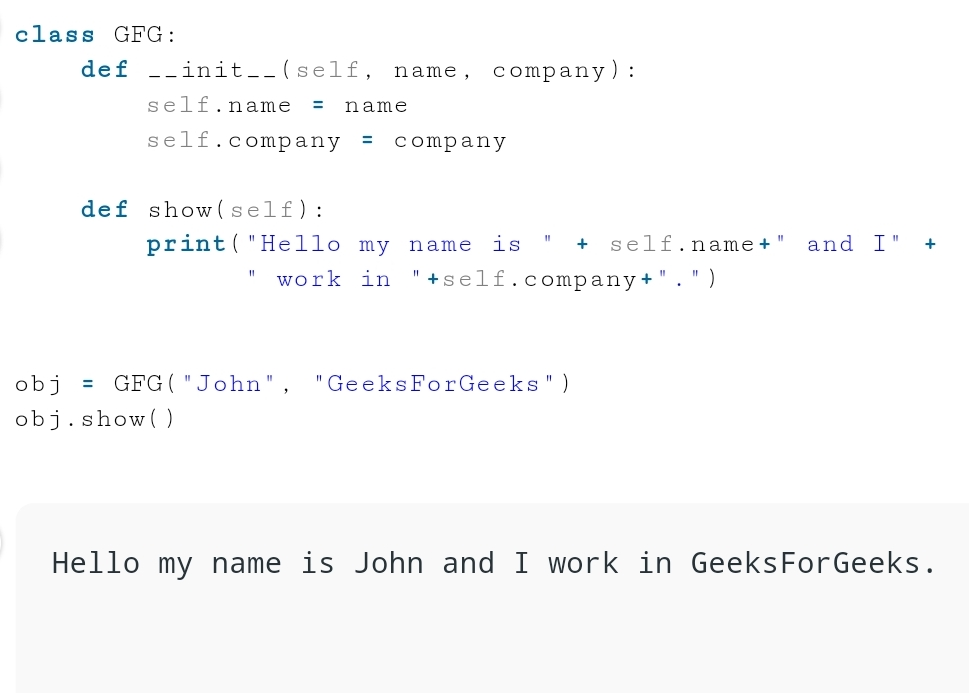 class GFG:
    def __init__(self, name, company):
        self.name = name
        self.company = company
    def show(self):
        print("Hello my name is " + self.name+" and I" +
              " work in "+self.company+".")
obj = GFG("John", "GeeksForGeeks")
obj.show()
Hello my name is John and I work in GeeksForGeeks.